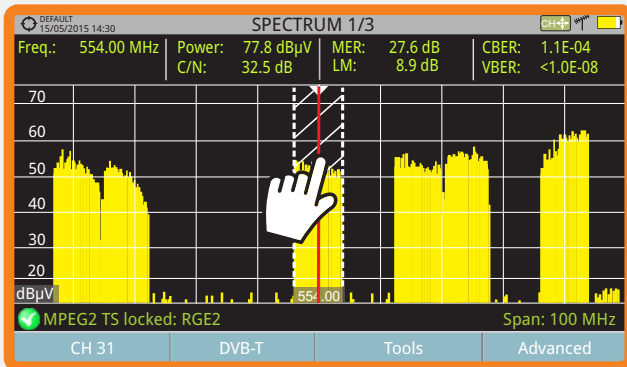 DEFAULT
15/05/2015 14:30
SPECTRUM 1/3
CH
Freq.: 554.00 MHz
Power: 77.8 dBµV
C/N: 32.5 dB
MER: 27.6 dB
LM: 8.9 dB
CBER: 1.1E-04
VBER: <1.0E-08
70
60
50
40
30
20
dBµV
554.00
MPEG2 TS locked: RGE2
Span: 100 MHz
CH 31
DVB-T
Tools
Advanced